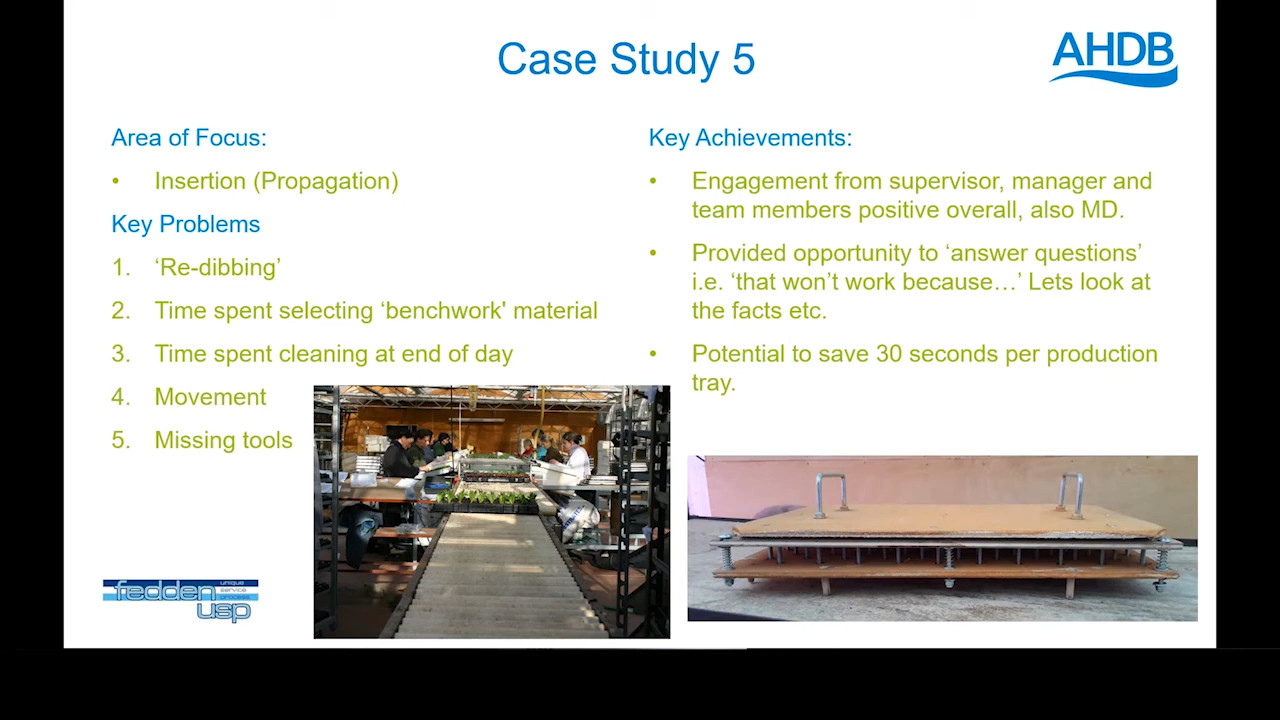 Case Study 5
AHDB
Area of Focus:
• Insertion (Propagation)
Key Problems
1. ‘Re-dibbing’
2. Time spent selecting ‘benchwork' material
3. Time spent cleaning at end of day
4. Movement
5. Missing tools
Key Achievements:
• Engagement from supervisor, manager and
team members positive overall, also MD.
• Provided opportunity to ‘answer questions’
i.e. ‘that won’t work because…’ Lets look at
the facts etc.
• Potential to save 30 seconds per production
tray.
fedden
unique
service
process
usp